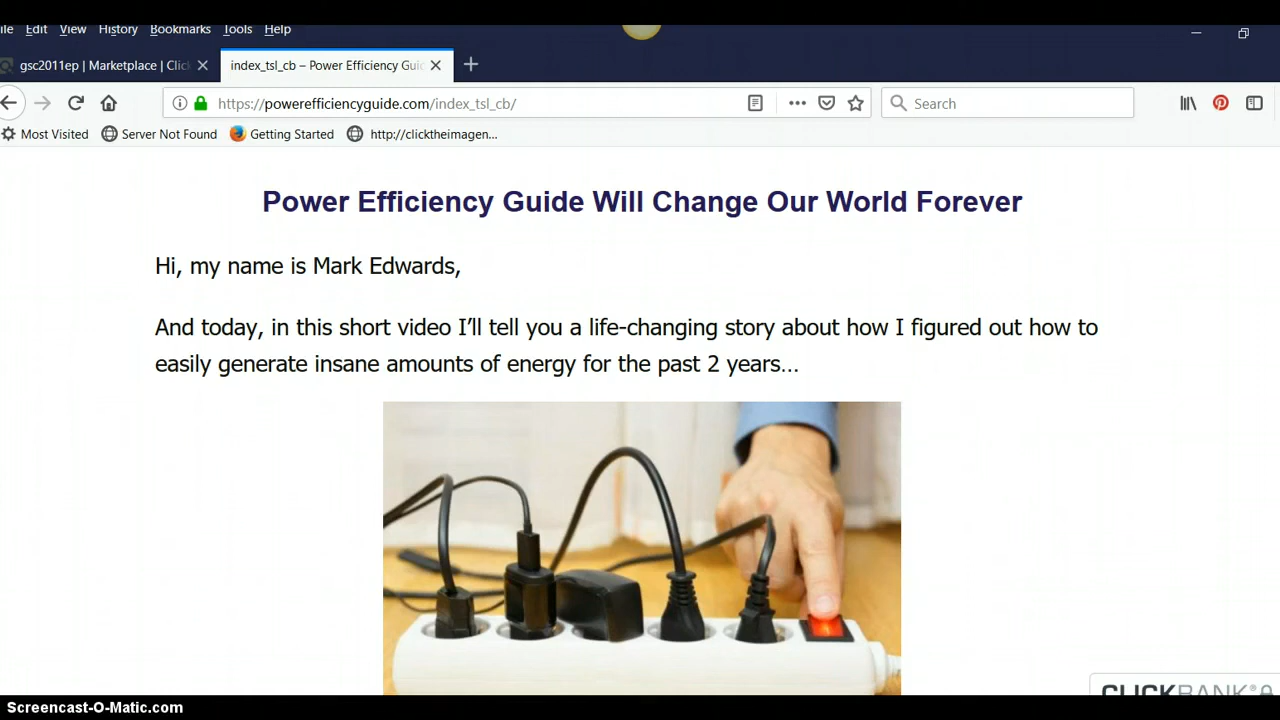 ile Edit View History Bookmarks Tools Help
gsc2011ep | Marketplace | Click
index_tsl_cb – Power Efficiency Guid
https://powerefficiencyguide.com/index_tsl_cb/
Search
Most Visited Server Not Found Getting Started http://clicktheimagen...
Power Efficiency Guide Will Change Our World Forever
Hi, my name is Mark Edwards,
And today, in this short video I’ll tell you a life-changing story about how I figured out how to
easily generate insane amounts of energy for the past 2 years…
CLICKBANK®
Screencast-O-Matic.com